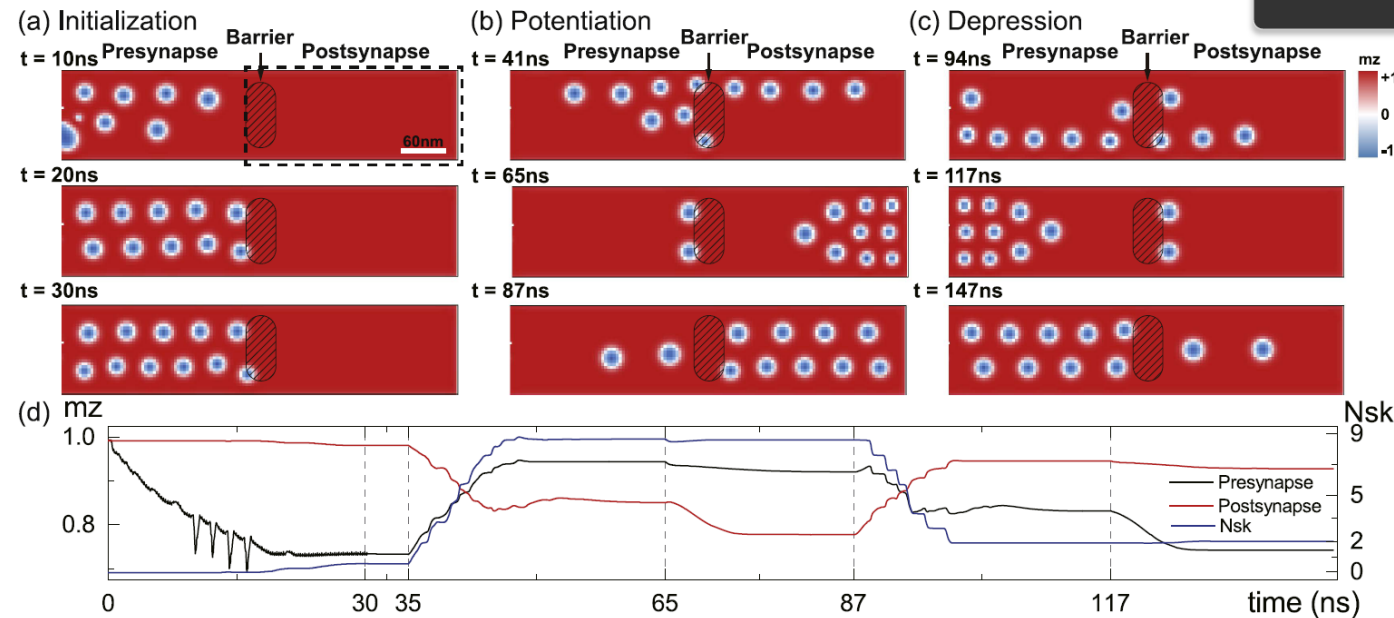 (a) Initialization
(b) Potentiation
(c) Depression
Presynapse Barrier Postsynapse
Presynapse Barrier Postsynapse
Presynapse Barrier Postsynapse
t = 10ns
t = 41ns
t = 94ns
60nm
mz
0
t = 20ns
t = 65ns
t = 117ns
t = 30ns
t = 87ns
t = 147ns
(d) mz
Nsk
1.0
0.8
9
5
2
0
Presynapse
Postsynapse
Nsk
0 30 35 65 87 117 time (ns)